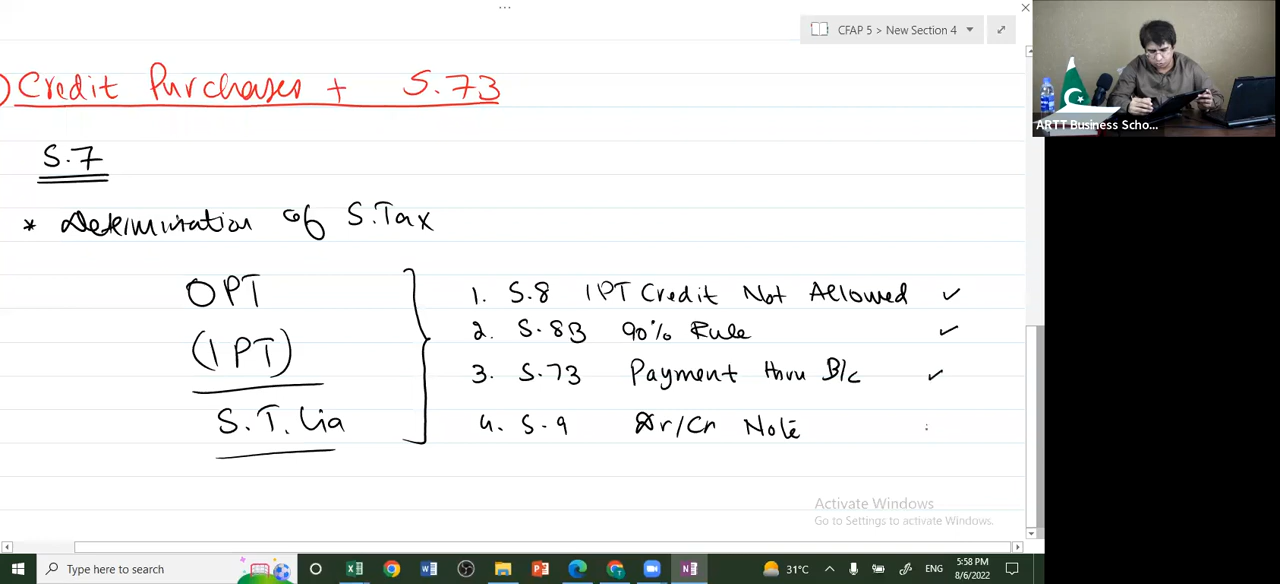 CFAP 5 > New Section 4
Credit Purchases + S.73
ARTT Business Scho...
S.7
* Determination of S.Tax
OPT
(IPT)
S.T.Lia
1. S.8 IPT Credit Not Allowed ✓
2. S.8B 90% Rule ✓
3. S.73 Payment thru B/c ✓
4. S.9 Dr/Cr Note
Activate Windows
Go to Settings to activate Windows.
Type here to search
31°C
ENG
5:58 PM
8/6/2022